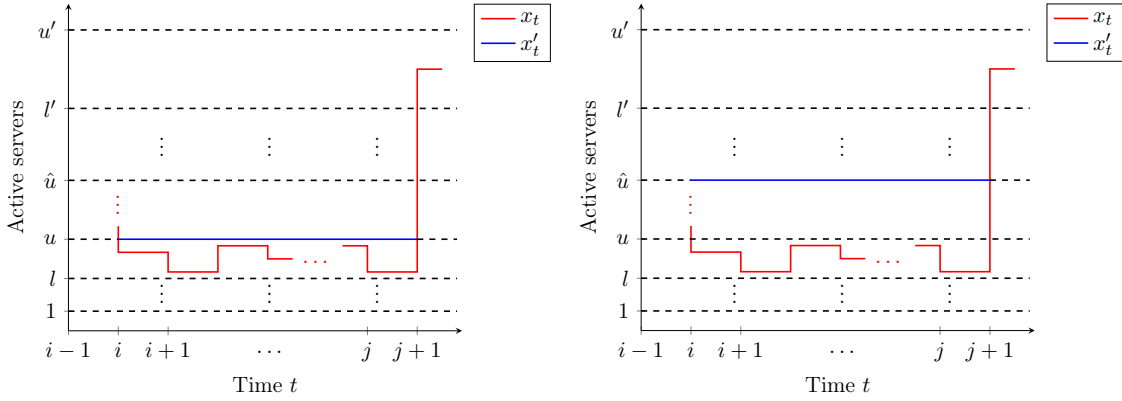 u′
l′
û
u
l
1
Active servers
i − 1
i
i + 1
⋯
j
j + 1
Time t
x_t
x′_t
u′
l′
û
u
l
1
Active servers
i − 1
i
i + 1
⋯
j
j + 1
Time t
x_t
x′_t